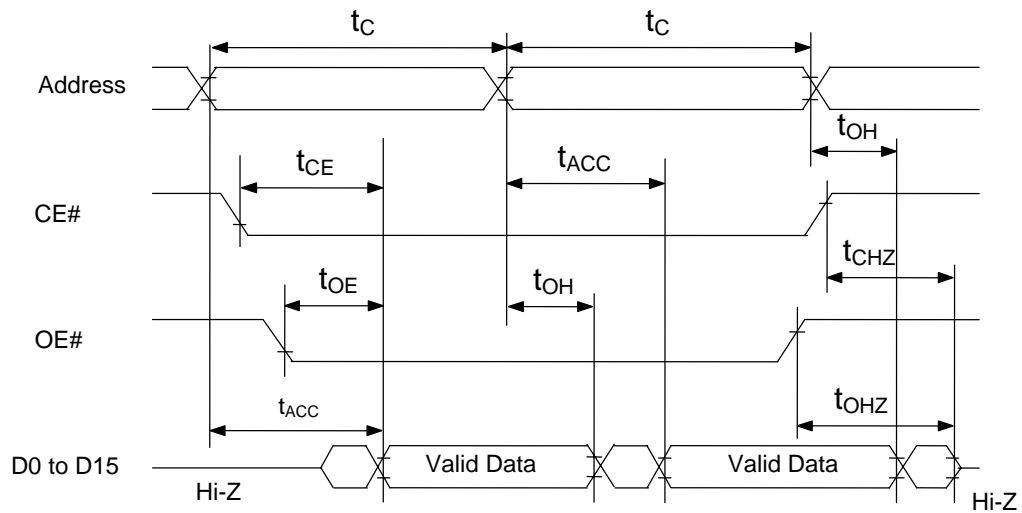 tC tC
Address
tOH
tCE tACC
CE#
tCHZ
tOE tOH
OE#
tOHZ
tACC
D0 to D15 Valid Data Valid Data
Hi-Z Hi-Z